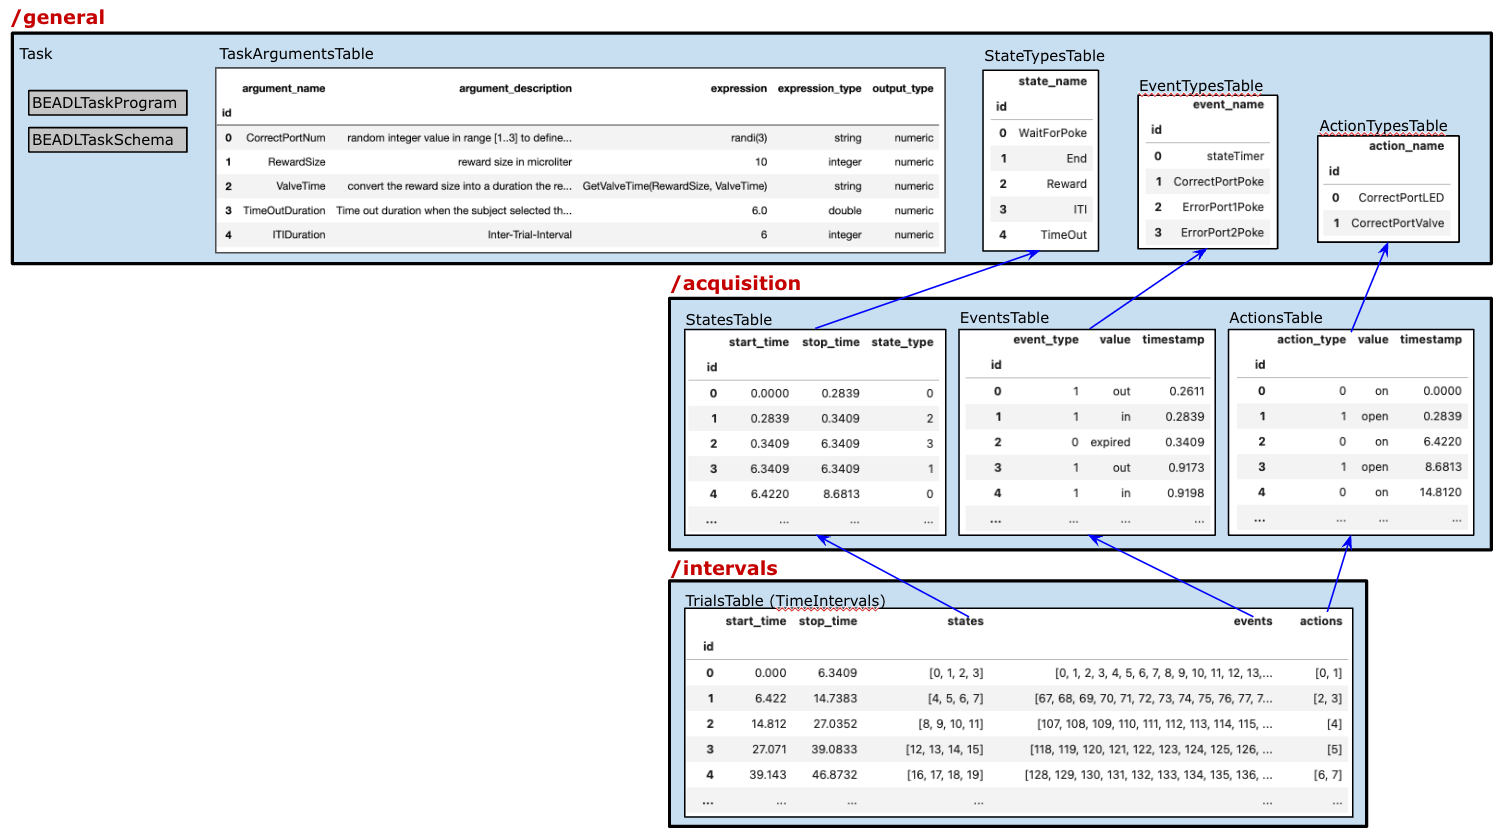 /general
Task
BEADLTaskProgram
BEADLTaskSchema
TaskArgumentsTable
argument_name argument_description expression expression_type output_type
id
0 CorrectPortNum random integer value in range [1..3] to define... randi(3) string numeric
1 RewardSize reward size in microliter 10 integer numeric
2 ValveTime convert the reward size into a duration the re... GetValveTime(RewardSize, ValveTime) string numeric
3 TimeOutDuration Time out duration when the subject selected th... 6.0 double numeric
4 ITIDuration Inter-Trial-Interval 6 integer numeric
StateTypesTable
state_name
id
0 WaitForPoke
1 End
2 Reward
3 ITI
4 TimeOut
EventTypesTable
event_name
id
0 stateTimer
1 CorrectPortPoke
2 ErrorPort1Poke
3 ErrorPort2Poke
ActionTypesTable
action_name
id
0 CorrectPortLED
1 CorrectPortValve
/acquisition
StatesTable
start_time stop_time state_type
id
0 0.0000 0.2839 0
1 0.2839 0.3409 2
2 0.3409 6.3409 3
3 6.3409 6.3409 1
4 6.4220 8.6813 0
... ... ... ...
EventsTable
event_type value timestamp
id
0 1 out 0.2611
1 1 in 0.2839
2 0 expired 0.3409
3 1 out 0.9173
4 1 in 0.9198
... ... ... ...
ActionsTable
action_type value timestamp
id
0 0 on 0.0000
1 1 open 0.2839
2 0 on 6.4220
3 1 open 8.6813
4 0 on 14.8120
... ... ... ...
/intervals
TrialsTable (TimeIntervals)
start_time stop_time states events actions
id
0 0.000 6.3409 [0, 1, 2, 3] [0, 1, 2, 3, 4, 5, 6, 7, 8, 9, 10, 11, 12, 13,... [0, 1]
1 6.422 14.7383 [4, 5, 6, 7] [67, 68, 69, 70, 71, 72, 73, 74, 75, 76, 77, 7... [2, 3]
2 14.812 27.0352 [8, 9, 10, 11] [107, 108, 109, 110, 111, 112, 113, 114, 115, ... [4]
3 27.071 39.0833 [12, 13, 14, 15] [118, 119, 120, 121, 122, 123, 124, 125, 126, ... [5]
4 39.143 46.8732 [16, 17, 18, 19] [128, 129, 130, 131, 132, 133, 134, 135, 136, ... [6, 7]
... ... ... ... ... ...